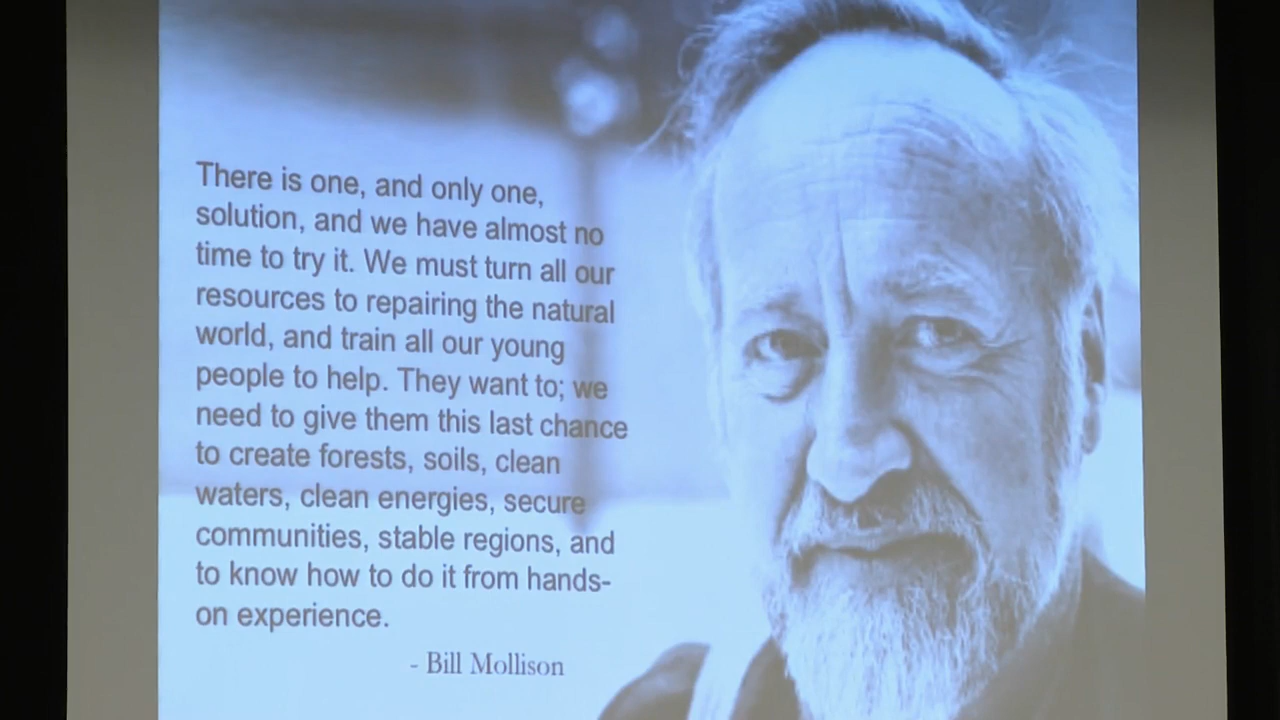 There is one, and only one,
solution, and we have almost no
time to try it. We must turn all our
resources to repairing the natural
world, and train all our young
people to help. They want to; we
need to give them this last chance
to create forests, soils, clean
waters, clean energies, secure
communities, stable regions, and
to know how to do it from hands-
on experience.
- Bill Mollison